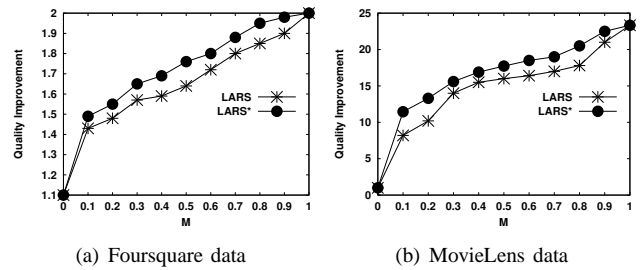 2
1.9
1.8
1.7
1.6
1.5
1.4
1.3
1.2
1.1
Quality Improvement
LARS
LARS*
0 0.1 0.2 0.3 0.4 0.5 0.6 0.7 0.8 0.9 1
M
(a) Foursquare data
25
20
15
10
5
0
Quality Improvement
LARS
LARS*
0 0.1 0.2 0.3 0.4 0.5 0.6 0.7 0.8 0.9 1
M
(b) MovieLens data